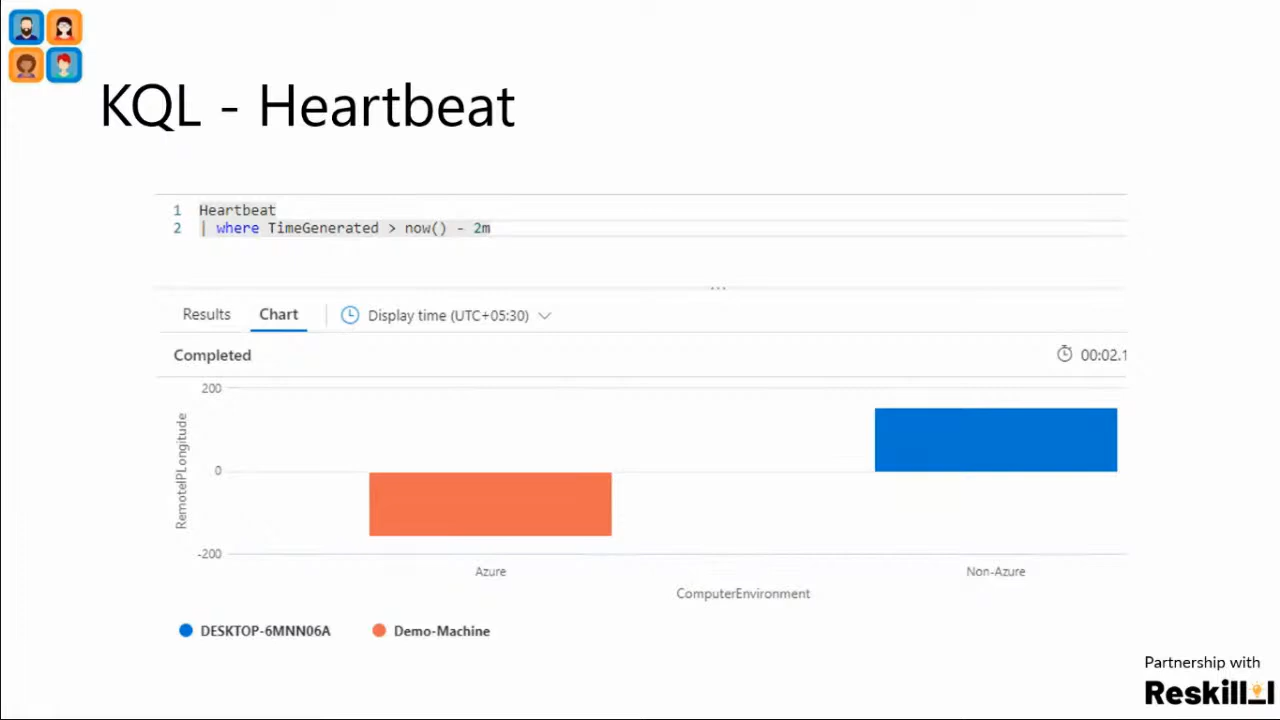 KQL - Heartbeat
1 Heartbeat
2 | where TimeGenerated > now() - 2m
...
Results Chart Display time (UTC+05:30)
Completed 00:02.1
200
0
-200
RemoteIPLongitude
Azure Non-Azure
ComputerEnvironment
DESKTOP-6MNN06A Demo-Machine
Partnership with
Reskilll